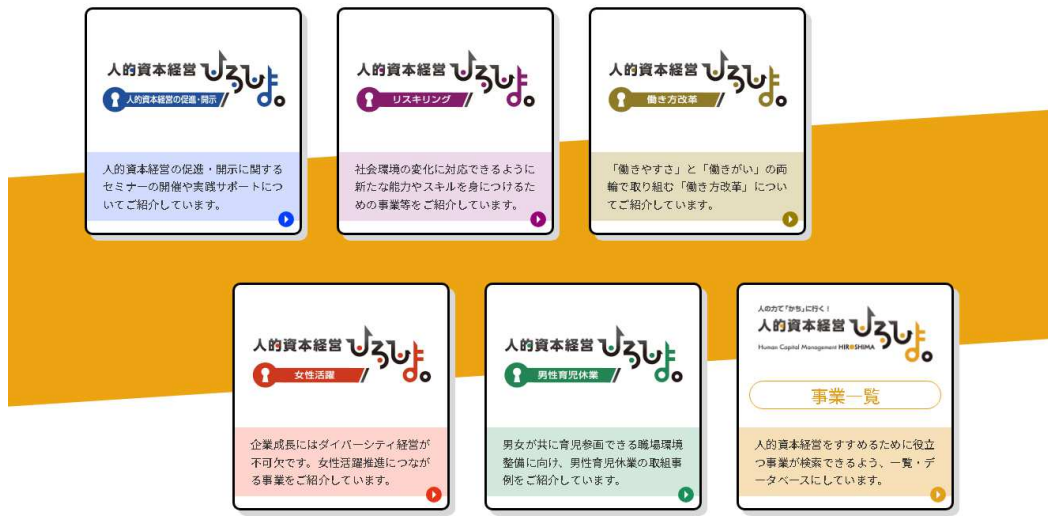 人的資本経営 ひろしま。
人的資本経営の促進・開示
人的資本経営の促進・開示に関する
セミナーの開催や実践サポートにつ
いてご紹介しています。
人的資本経営 ひろしま。
リスキリング
社会環境の変化に対応できるように
新たな能力やスキルを身につけるた
めの事業等をご紹介しています。
人的資本経営 ひろしま。
働き方改革
「働きやすさ」と「働きがい」の両
輪で取り組む「働き方改革」につい
てご紹介しています。
人的資本経営 ひろしま。
女性活躍
企業成長にはダイバーシティ経営が
不可欠です。女性活躍推進につなが
る事業をご紹介しています。
人的資本経営 ひろしま。
男性育児休業
男女が共に育児参画できる職場環境
整備に向け、男性育児休業の取組事
例をご紹介しています。
人の力で「かち」に行く！
人的資本経営 ひろしま。
Human Capital Management HIROSHIMA
事業一覧
人的資本経営をすすめるために役立
つ事業が検索できるよう、一覧・デ
ータベースにしています。